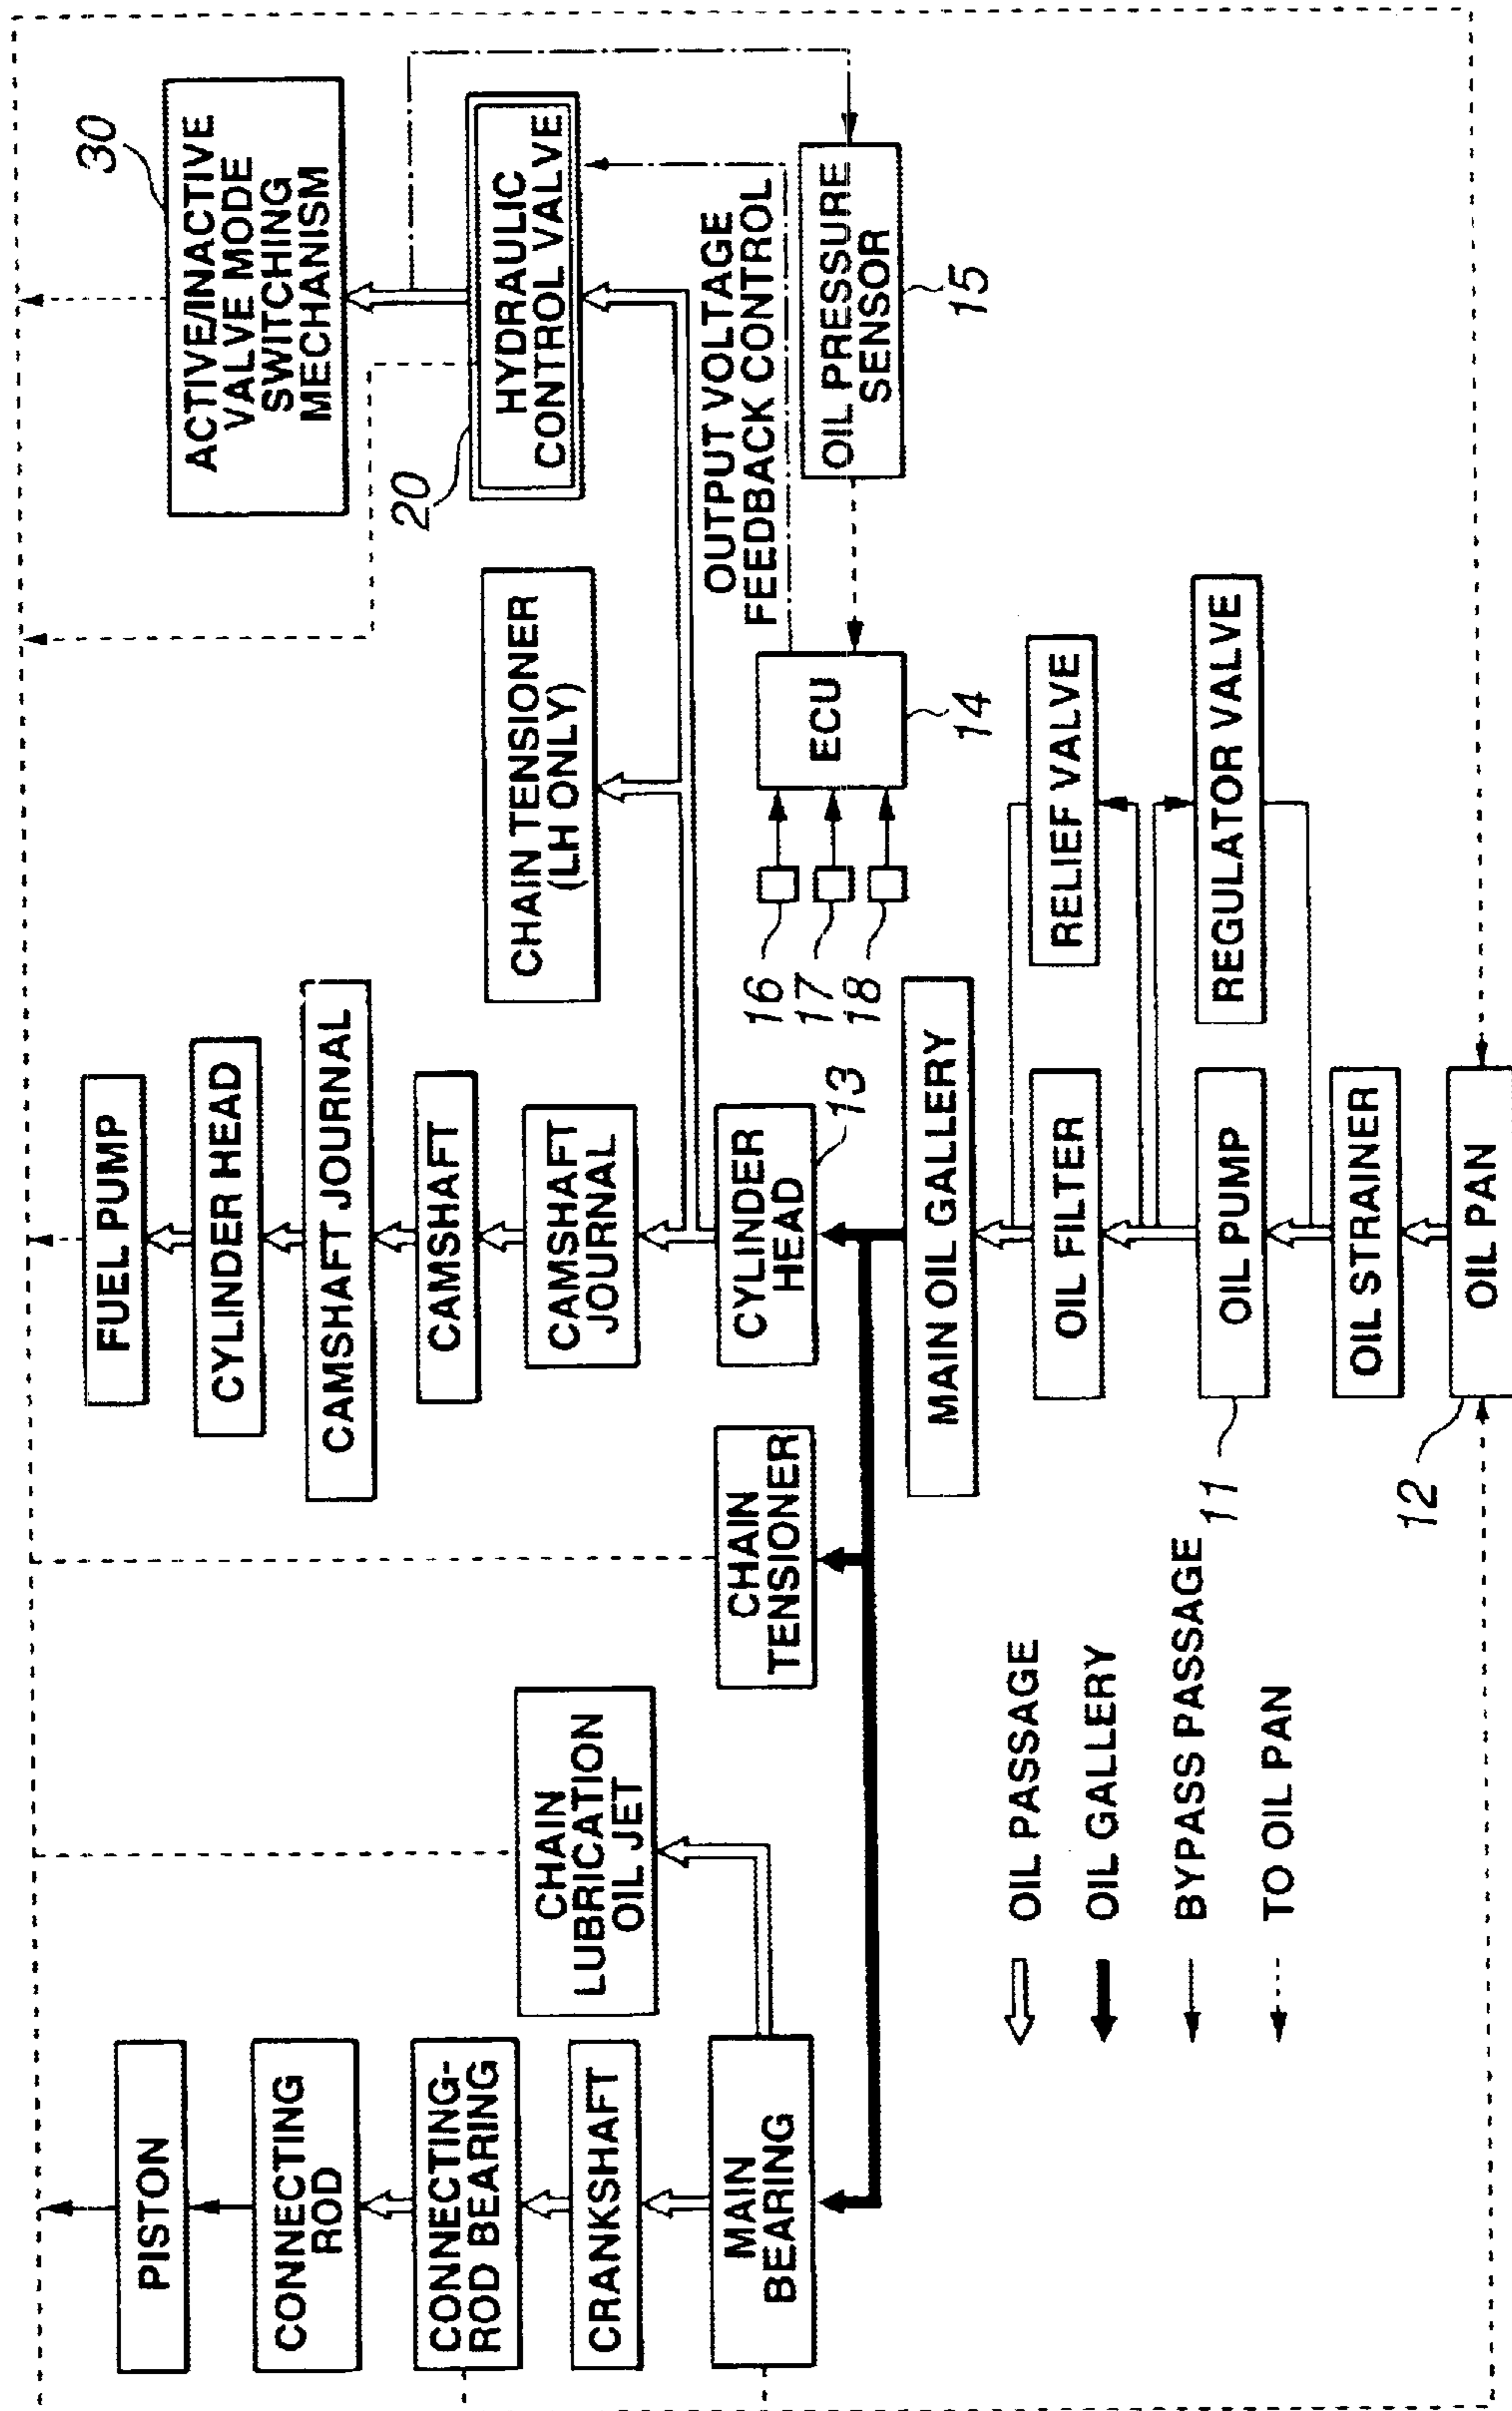 PISTON
CONNECTING
ROD
CONNECTING-
ROD BEARING
CRANKSHAFT
MAIN
BEARING
CHAIN
LUBRICATION
OIL JET
CHAIN
TENSIONER
FUEL PUMP
CYLINDER HEAD
CAMSHAFT JOURNAL
CAMSHAFT
CAMSHAFT
JOURNAL
CYLINDER
HEAD
13
MAIN OIL GALLERY
OIL FILTER
OIL PUMP
11
OIL STRAINER
OIL PAN
12
CHAIN TENSIONER
(LH ONLY)
30
ACTIVE/INACTIVE
VALVE MODE
SWITCHING
MECHANISM
20
HYDRAULIC
CONTROL VALVE
OUTPUT VOLTAGE
FEEDBACK CONTROL
OIL PRESSURE
SENSOR
15
ECU
14
16
17
18
RELIEF VALVE
REGULATOR VALVE
OIL PASSAGE
OIL GALLERY
BYPASS PASSAGE
TO OIL PAN